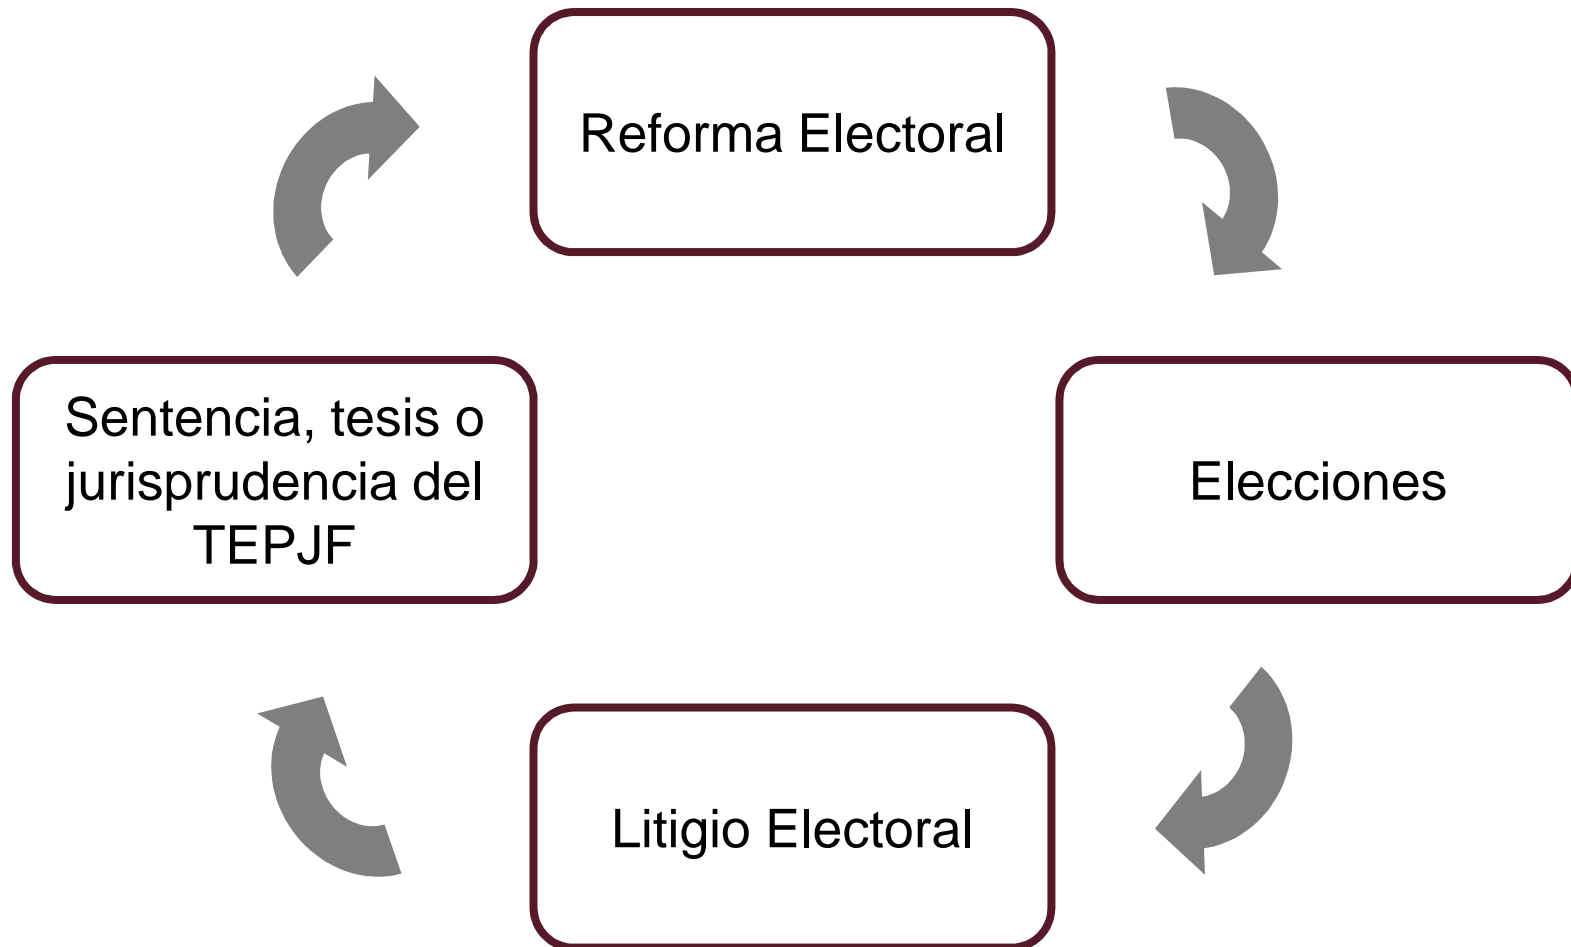 Reforma Electoral
Sentencia, tesis o
jurisprudencia del
TEPJF
Elecciones
Litigio Electoral